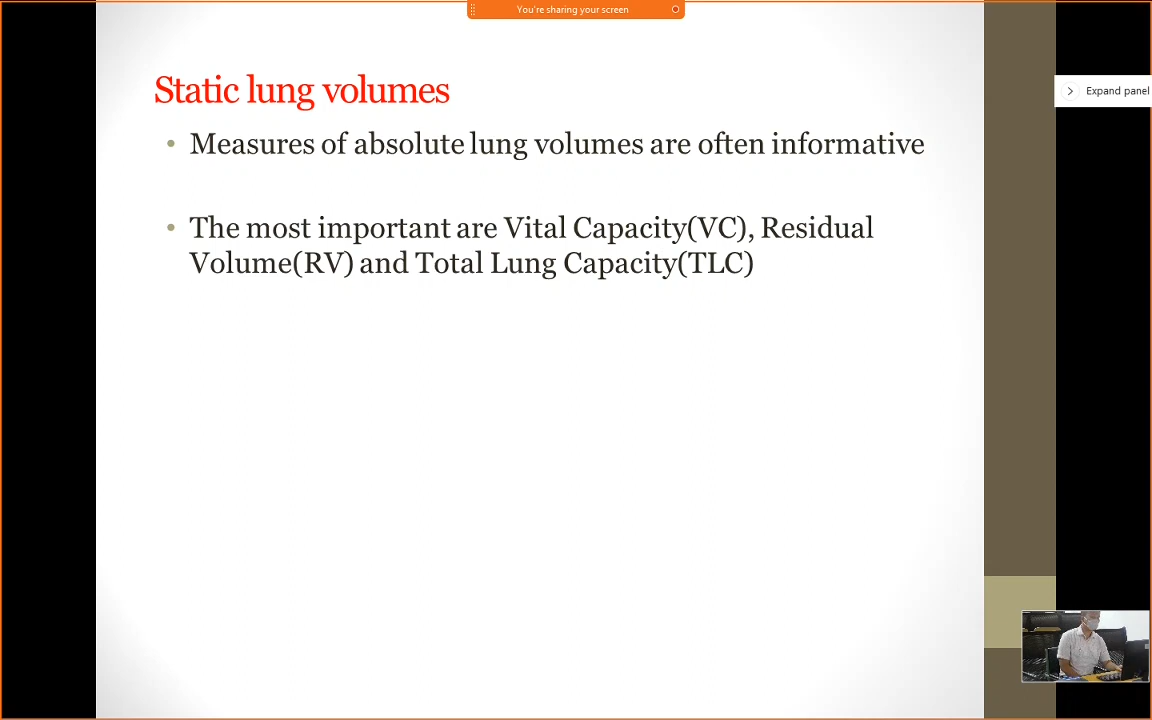 You're sharing your screen
Static lung volumes
Expand panel
• Measures of absolute lung volumes are often informative
• The most important are Vital Capacity(VC), Residual
Volume(RV) and Total Lung Capacity(TLC)